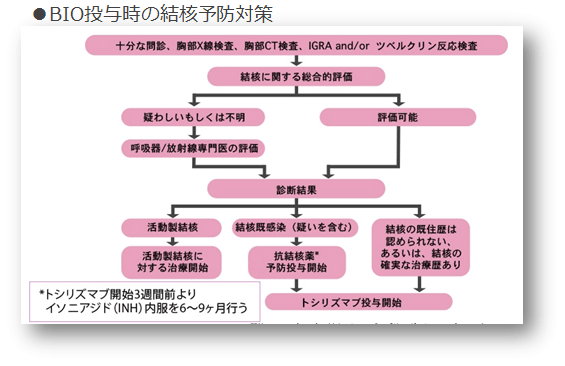 ●BIO投与時の結核予防対策
十分な問診、胸部X線検査、胸部CT検査、IGRA and/or ツベルクリン反応検査
結核に関する総合的評価
疑わしいもしくは不明
評価可能
呼吸器/放射線専門医の評価
診断結果
活動製結核
結核既感染（疑いを含む）
結核の既住歴は
認められない、
あるいは、結核の
確実な治療歴あり
活動製結核に
対する治療開始
抗結核薬*
予防投与開始
トシリズマブ投与開始
*トシリズマブ開始3週間前より
イソニアジド（INH）内服を6〜9ヶ月行う